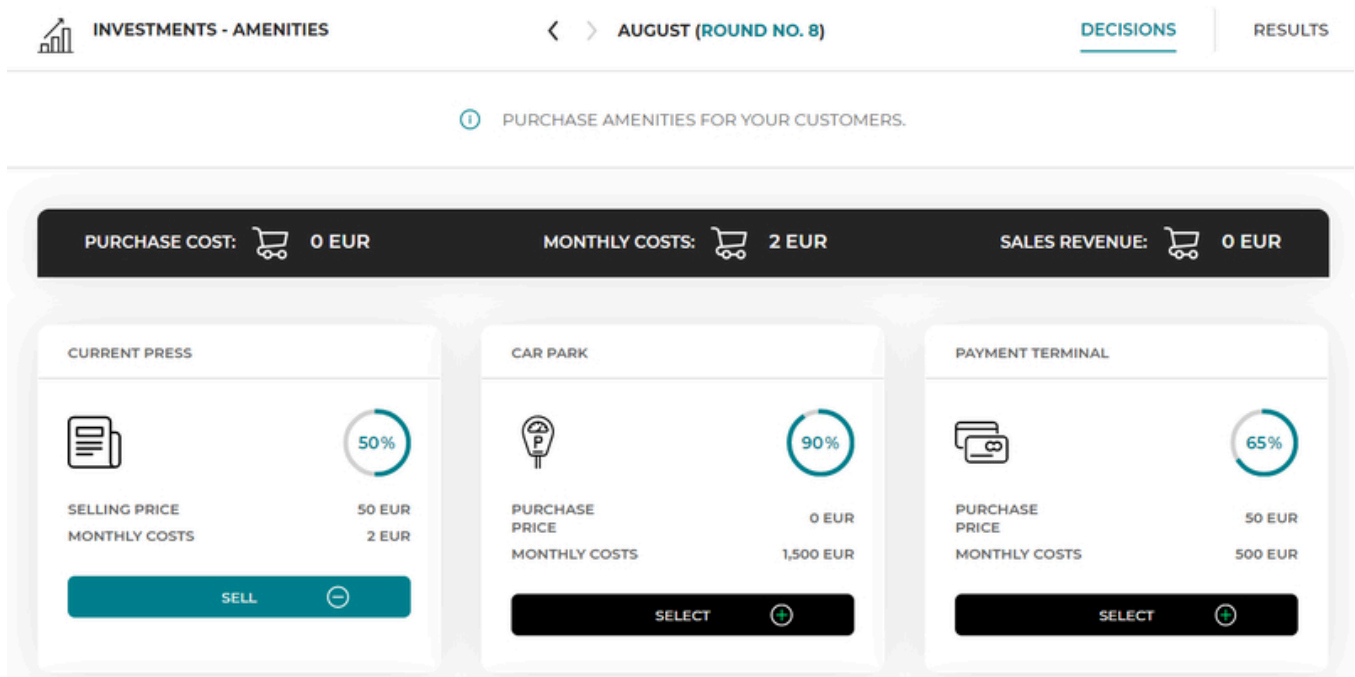 INVESTMENTS - AMENITIES
AUGUST (ROUND NO. 8)
DECISIONS
RESULTS
PURCHASE AMENITIES FOR YOUR CUSTOMERS.
PURCHASE COST: 0 EUR
MONTHLY COSTS: 2 EUR
SALES REVENUE: 0 EUR
CURRENT PRESS
50%
SELLING PRICE 50 EUR
MONTHLY COSTS 2 EUR
SELL
CAR PARK
P
90%
PURCHASE
PRICE 0 EUR
MONTHLY COSTS 1,500 EUR
SELECT
PAYMENT TERMINAL
65%
PURCHASE
PRICE 50 EUR
MONTHLY COSTS 500 EUR
SELECT